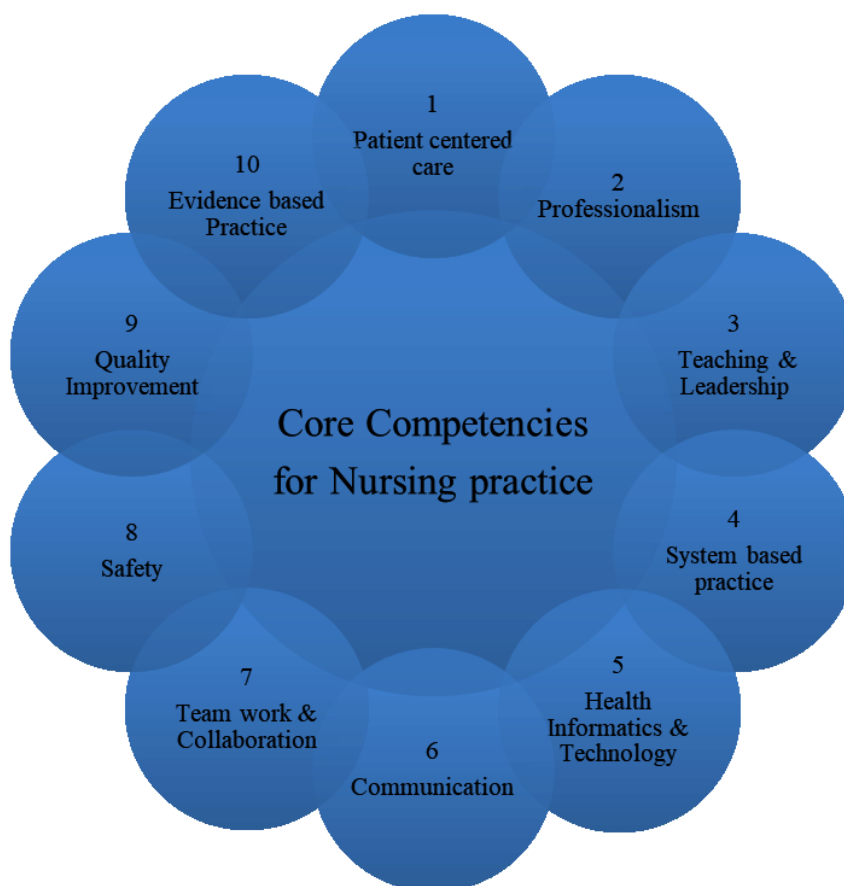 1
Patient centered
care
2
Professionalism
3
Teaching &
Leadership
4
System based
practice
5
Health
Informatics &
Technology
6
Communication
7
Team work &
Collaboration
8
Safety
9
Quality
Improvement
10
Evidence based
Practice
Core Competencies
for Nursing practice